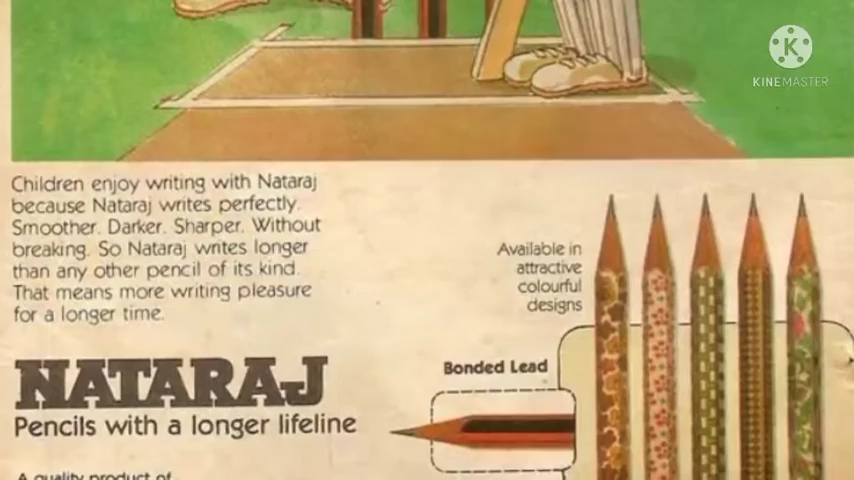 KINEMASTER
Children enjoy writing with Nataraj
because Nataraj writes perfectly.
Smoother. Darker. Sharper. Without
breaking. So Nataraj writes longer
than any other pencil of its kind.
That means more writing pleasure
for a longer time.
Available in
attractive
colourful
designs
Bonded Lead
NATARAJ
Pencils with a longer lifeline
A quality product of